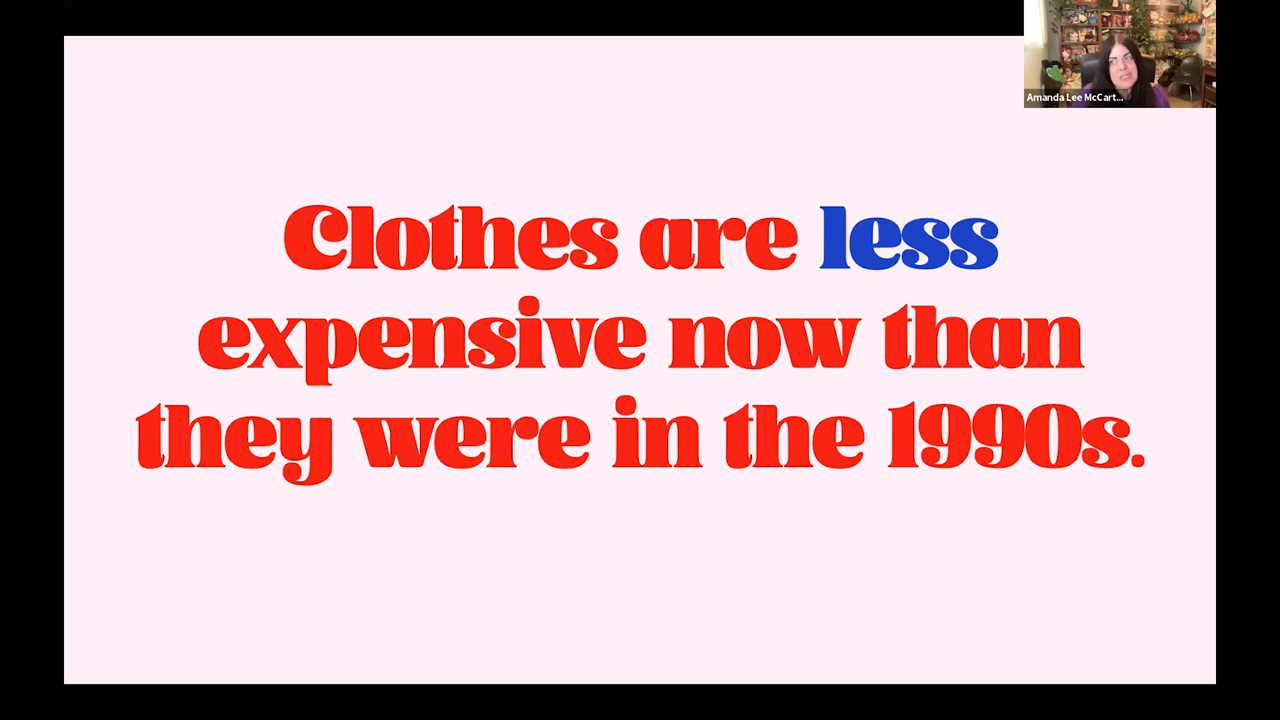 Amanda Lee McCart...
Clothes are less
expensive now than
they were in the 1990s.